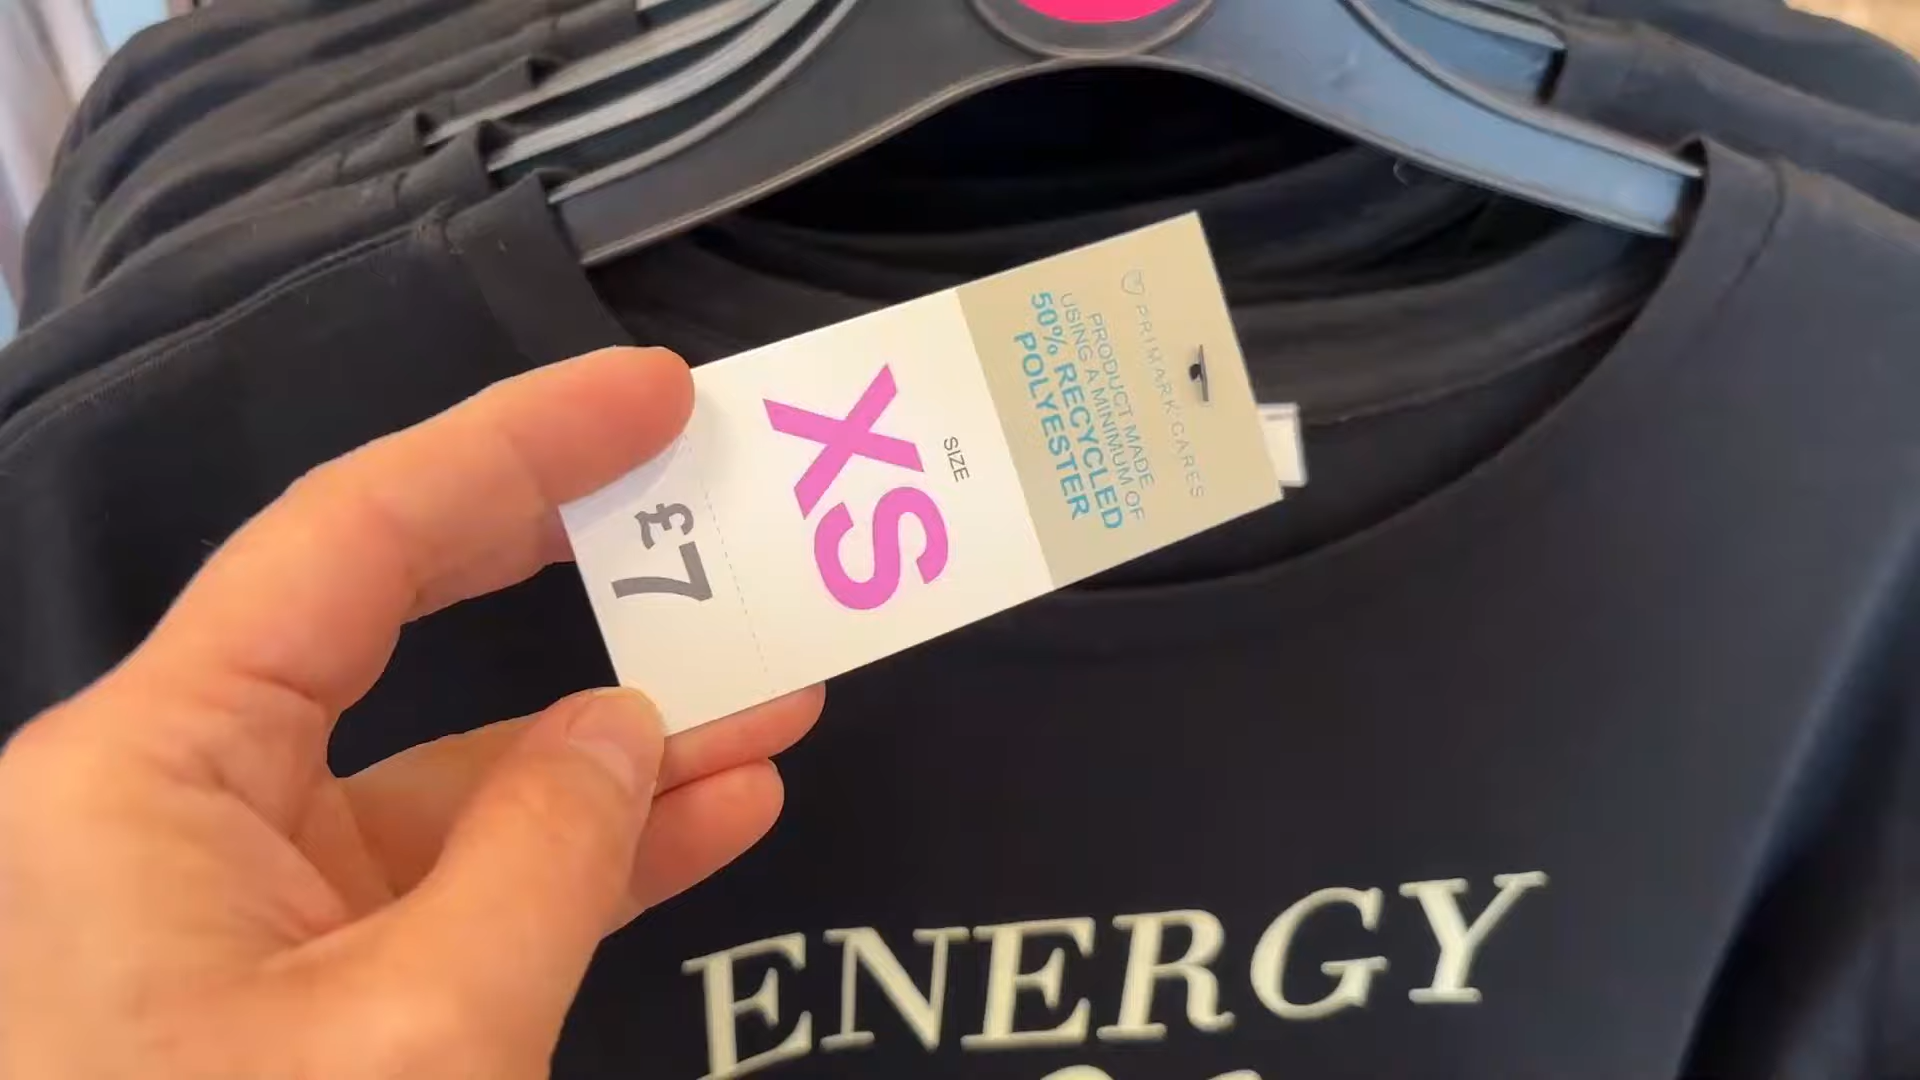 PRIMARK CARES
PRODUCT MADE
USING A MINIMUM OF
50% RECYCLED
POLYESTER
SIZE
XS
£7
ENERGY